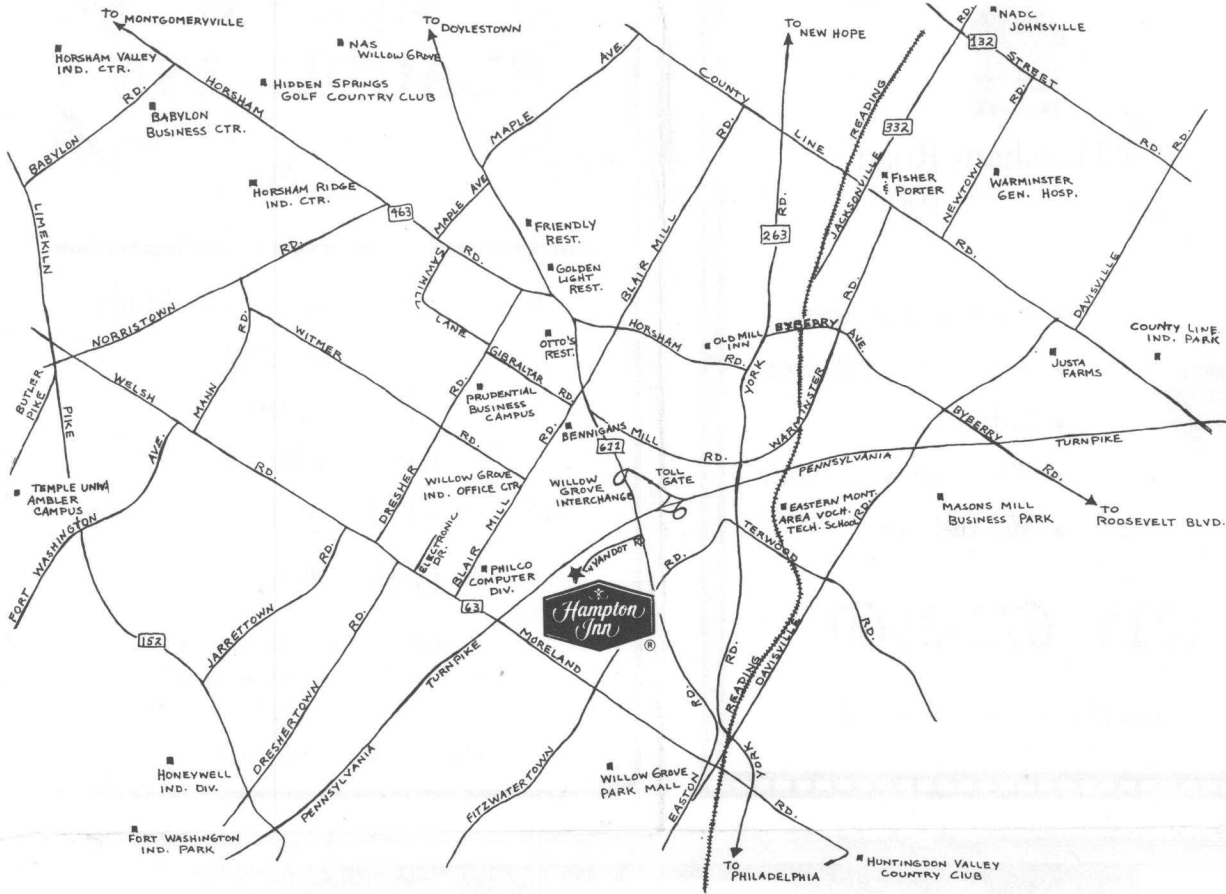 TO MONTGOMERYVILLE
HORSHAM VALLEY
IND. CTR.
BABYLON
RD.
BABYLON
BUSINESS CTR.
HORSHAM
NAS
WILLOW GROVE
HIDDEN SPRINGS
GOLF COUNTRY CLUB
TO
DOYLESTOWN
MAPLE
AVE.
MAPLE AVE
COUNTY
LINE
RD.
TO
NEW HOPE
READING
RD.
NADC
JOHNSVILLE
132
STREET
RD.
332
JACKSONVILLE
FISHER
& PORTER
NEWTOWN
RD.
WARMINSTER
GEN. HOSP.
DAVISVILLE
RD.
HORSHAM RIDGE
IND. CTR.
463
RD.
LIMEKILN
PIKE
NORRISTOWN
RD.
FRIENDLY
REST.
GOLDEN
LIGHT
REST.
BLAIR MILL
RD.
263
RD.
SAWMILL
LANE
HORSHAM
RD.
OLD MILL
INN
BYBERRY
AVE.
COUNTY LINE
IND. PARK
JUSTA
FARMS
OTTO'S
REST.
GIBRALTAR
RD.
WITMER
RD.
MANN
RD.
BUTLER
PIKE
WELSH
RD.
PRUDENTIAL
BUSINESS
CAMPUS
DRESHER
RD.
BENNIGANS
MILL
RD.
611
YORK
WARMINSTER
RD.
BYBERRY
RD.
PENNSYLVANIA
TURNPIKE
TO
ROOSEVELT BLVD.
TEMPLE UNIV.
AMBLER
CAMPUS
FORT WASHINGTON
AVE.
WILLOW GROVE
IND. OFFICE CTR.
WILLOW
GROVE
INTERCHANGE
TOLL
GATE
EASTERN MONT.
AREA VOCH.
TECH. SCHOOL
MASONS MILL
BUSINESS PARK
BLAIR MILL
RD.
ELECTRONIC
DR.
PHILCO
COMPUTER
DIV.
WYANDOT RD.
RD.
TERWOOD
RD.
Hampton
Inn
®
63
MORELAND
RD.
152
JARRETTOWN
RD.
DRESHERTOWN
RD.
PENNSYLVANIA
TURNPIKE
FITZWATERTOWN
EASTON
RD.
READING
DAVISVILLE
RD.
YORK
RD.
HONEYWELL
IND. DIV.
FORT WASHINGTON
IND. PARK
WILLOW GROVE
PARK MALL
TO
PHILADELPHIA
HUNTINGDON VALLEY
COUNTRY CLUB